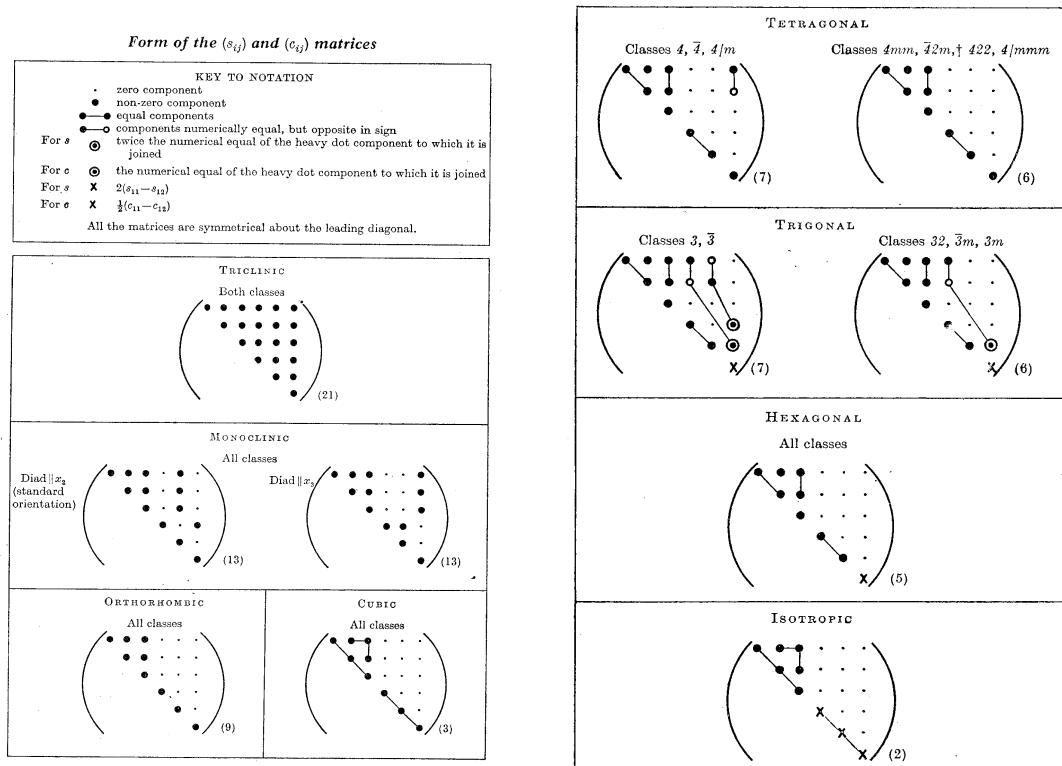 Form of the (s_ij) and (c_ij) matrices
KEY TO NOTATION
zero component
non-zero component
equal components
components numerically equal, but opposite in sign
For s twice the numerical equal of the heavy dot component to which it is
joined
For c the numerical equal of the heavy dot component to which it is joined
For s X 2(s11−s12)
For c X ½(c11−c12)
All the matrices are symmetrical about the leading diagonal.
TRICLINIC
Both classes
(21)
MONOCLINIC
All classes
Diad ∥ x2
(standard
orientation)
(13)
Diad ∥ x3
(13)
ORTHORHOMBIC
All classes
(9)
CUBIC
All classes
(3)
TETRAGONAL
Classes 4, 4̅, 4/m
(7)
Classes 4mm, 4̅2m,† 422, 4/mmm
(6)
TRIGONAL
Classes 3, 3̅
X (7)
Classes 32, 3̅m, 3m
X (6)
HEXAGONAL
All classes
X (5)
ISOTROPIC
X
X
X (2)